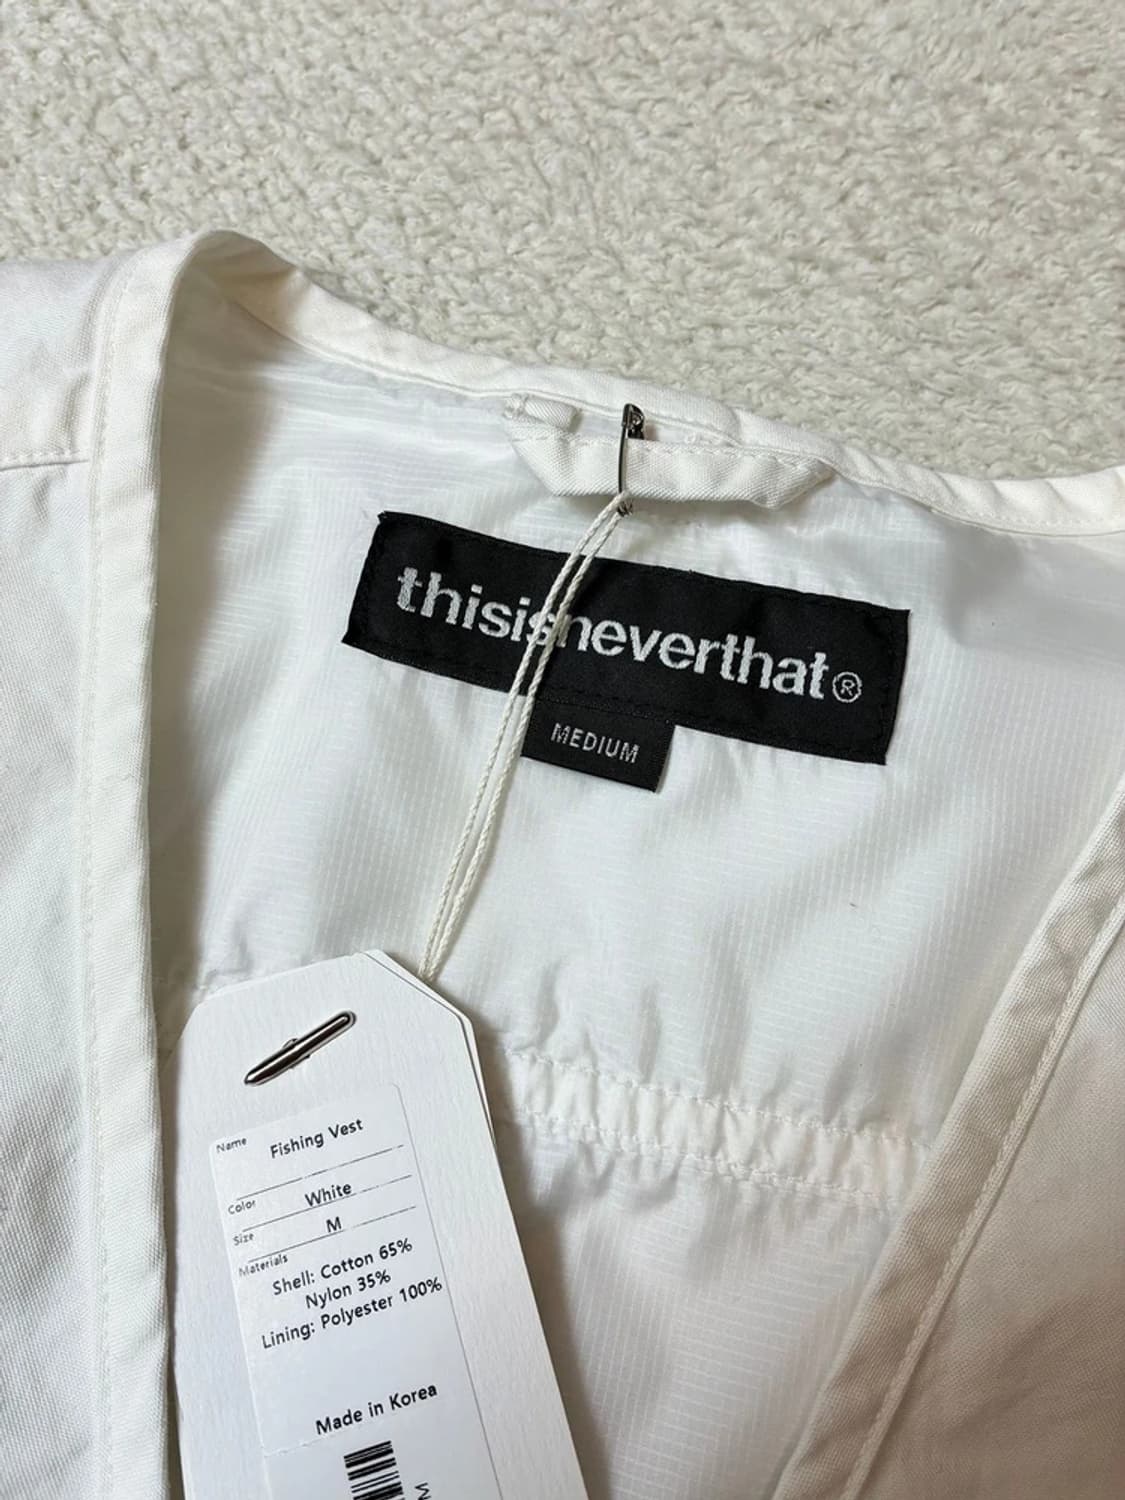 thisisneverthat®
MEDIUM
Name Fishing Vest
Color White
Size M
Materials
Shell: Cotton 65%
Nylon 35%
Lining: Polyester 100%
Made in Korea
M